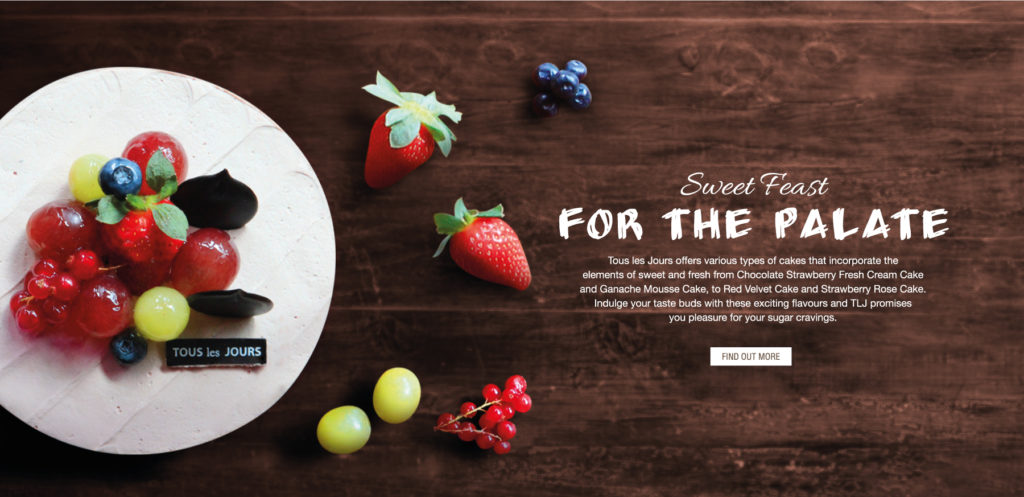 Sweet Feast
FOR THE PALATE
Tous les Jours offers various types of cakes that incorporate the
elements of sweet and fresh from Chocolate Strawberry Fresh Cream Cake
and Ganache Mousse Cake, to Red Velvet Cake and Strawberry Rose Cake.
Indulge your taste buds with these exciting flavours and TLJ promises
you pleasure for your sugar cravings.
FIND OUT MORE
TOUS les JOURS